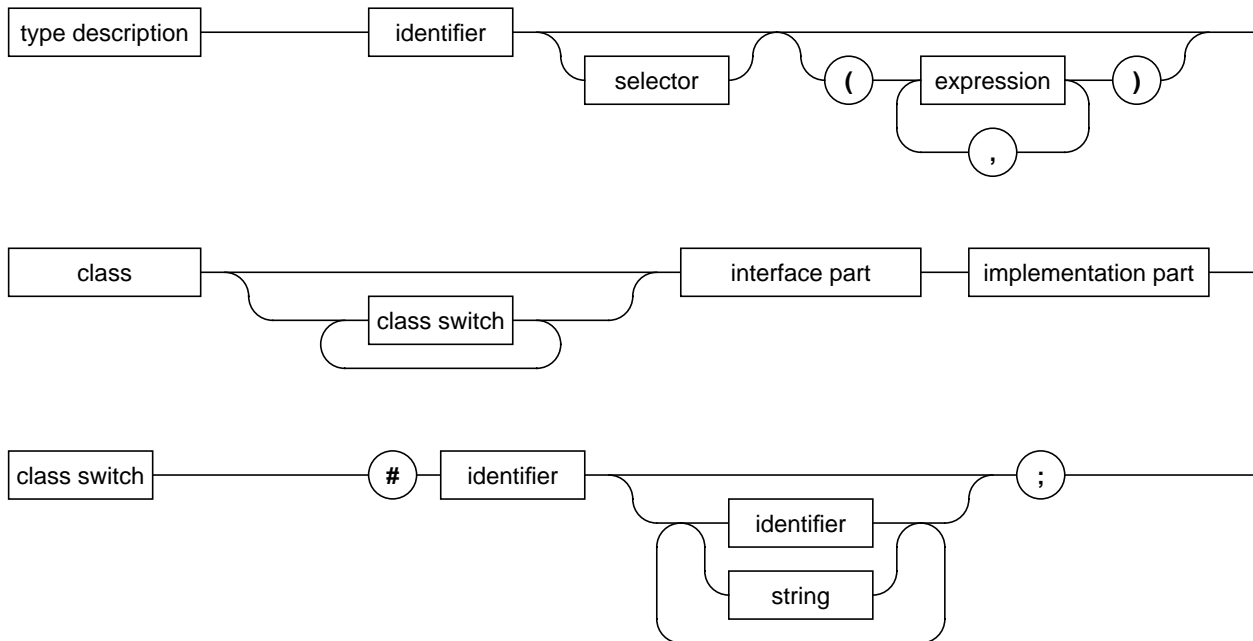 type description identifier
selector ( expression )
,
class interface part implementation part
class switch
class switch # identifier ;
identifier
string